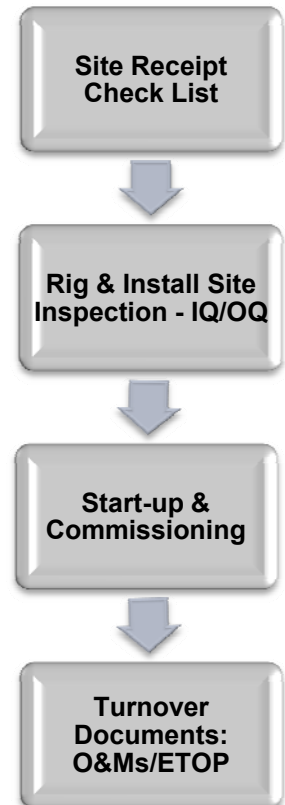 Site Receipt
Check List
Rig & Install Site
Inspection - IQ/OQ
Start-up &
Commissioning
Turnover
Documents:
O&Ms/ETOP